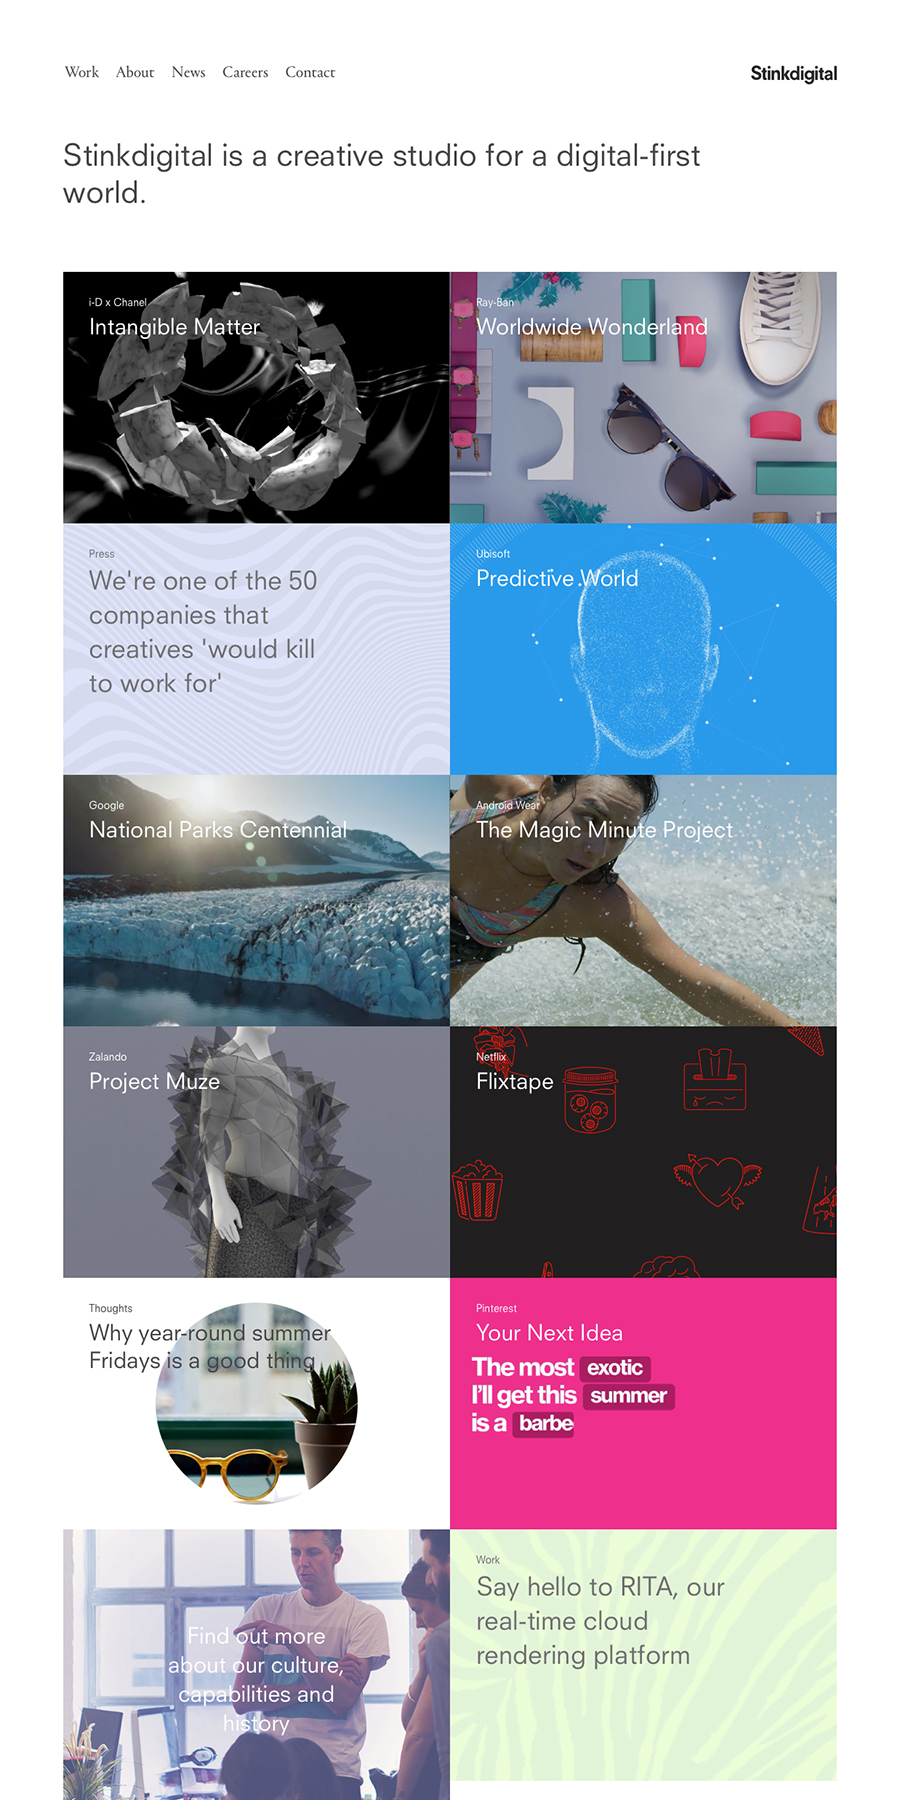 Work About News Careers Contact
Stinkdigital
Stinkdigital is a creative studio for a digital-first
world.
i-D x Chanel
Intangible Matter
Ray-Ban
Worldwide Wonderland
Press
We're one of the 50
companies that
creatives 'would kill
to work for'
Ubisoft
Predictive World
Google
National Parks Centennial
Android Wear
The Magic Minute Project
Zalando
Project Muze
Netflix
Flixtape
Thoughts
Why year-round summer
Fridays is a good thing
Pinterest
Your Next Idea
The most exotic
I'll get this summer
is a barbe
Find out more
about our culture,
capabilities and
history
Work
Say hello to RITA, our
real-time cloud
rendering platform